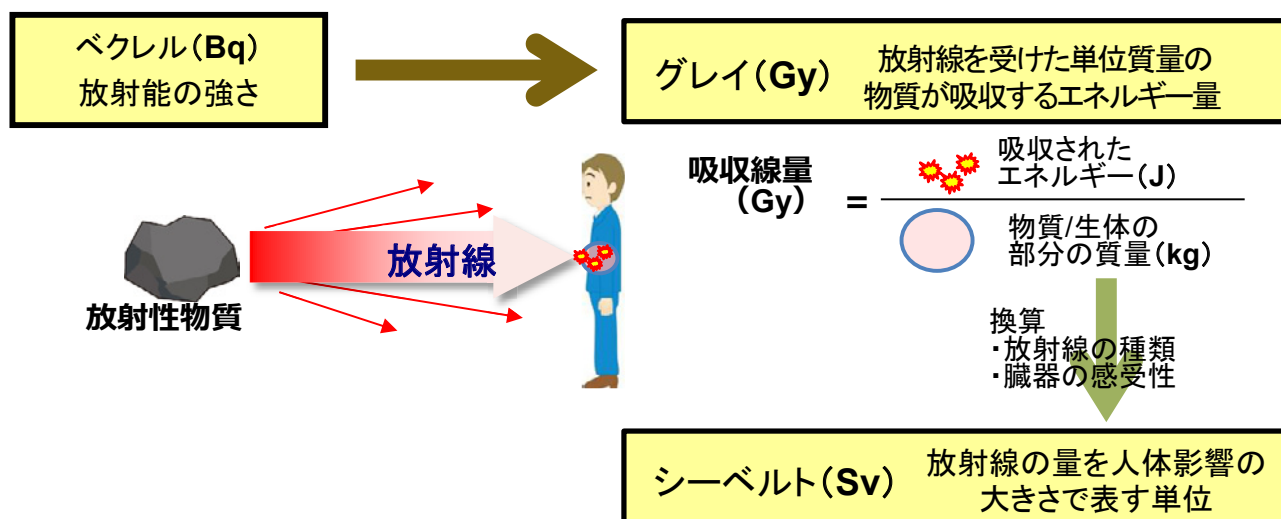 ベクレル(Bq)
放射能の強さ
グレイ(Gy)
放射線を受けた単位質量の
物質が吸収するエネルギー量
放射性物質
放射線
吸収線量
(Gy)
=
吸収された
エネルギー(J)
物質/生体の
部分の質量(kg)
換算
・放射線の種類
・臓器の感受性
シーベルト(Sv)
放射線の量を人体影響の
大きさで表す単位